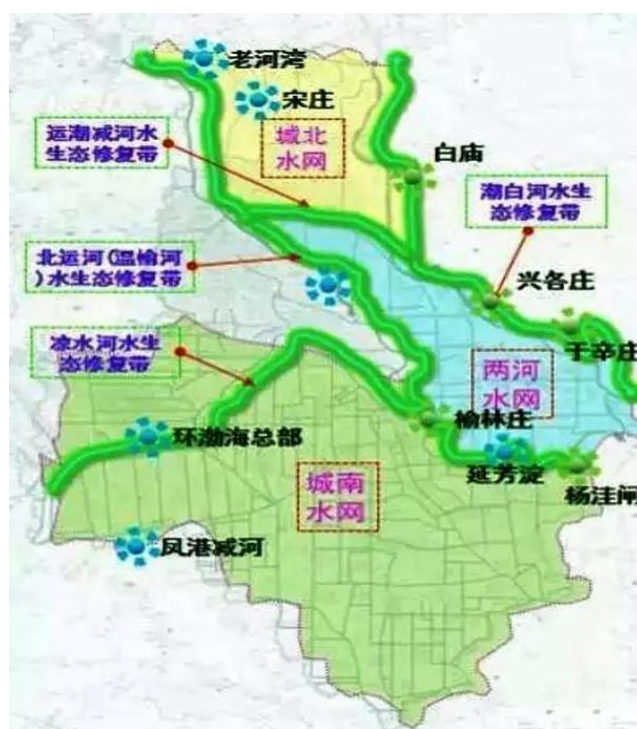 老河湾
宋庄
运潮减河水
生态修复带
城北
水网
白庙
潮白河水生
态修复带
北运河(温榆河
)水生态修复带
兴各庄
凉水河水生
态修复带
于辛庄
两河
水网
榆林庄
环渤海总部
延芳淀
杨洼闸
城南
水网
凤港减河